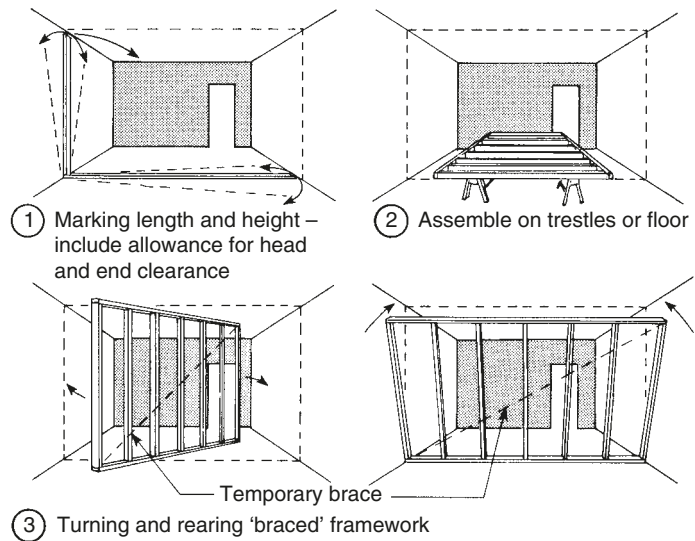 1 Marking length and height –
include allowance for head
and end clearance
2 Assemble on trestles or floor
Temporary brace
3 Turning and rearing ‘braced’ framework